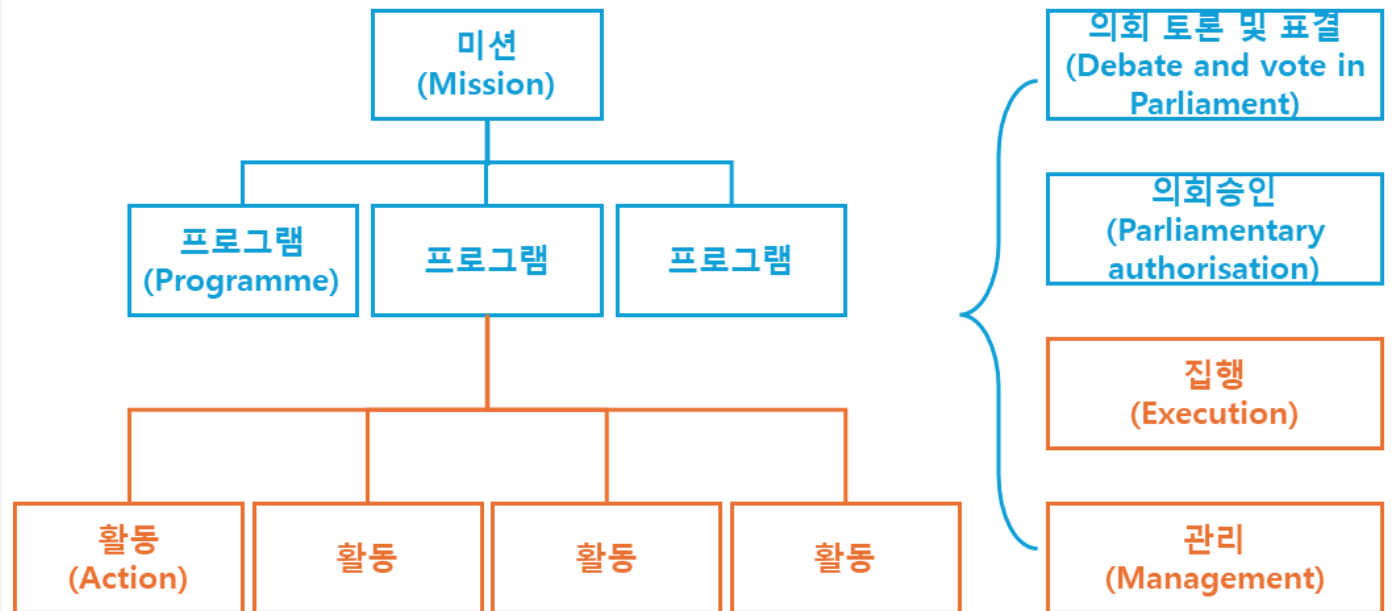 미션
(Mission)
프로그램
(Programme)
프로그램
프로그램
활동
(Action)
활동
활동
활동
의회 토론 및 표결
(Debate and vote in
Parliament)
의회승인
(Parliamentary
authorisation)
집행
(Execution)
관리
(Management)